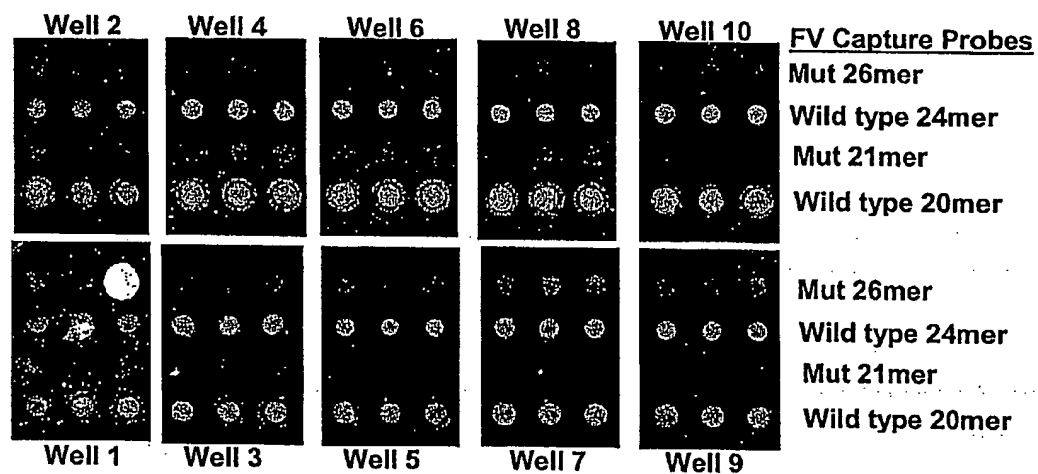 Well 2 Well 4 Well 6 Well 8 Well 10
FV Capture Probes
Mut 26mer
Wild type 24mer
Mut 21mer
Wild type 20mer
Mut 26mer
Wild type 24mer
Mut 21mer
Wild type 20mer
Well 1 Well 3 Well 5 Well 7 Well 9